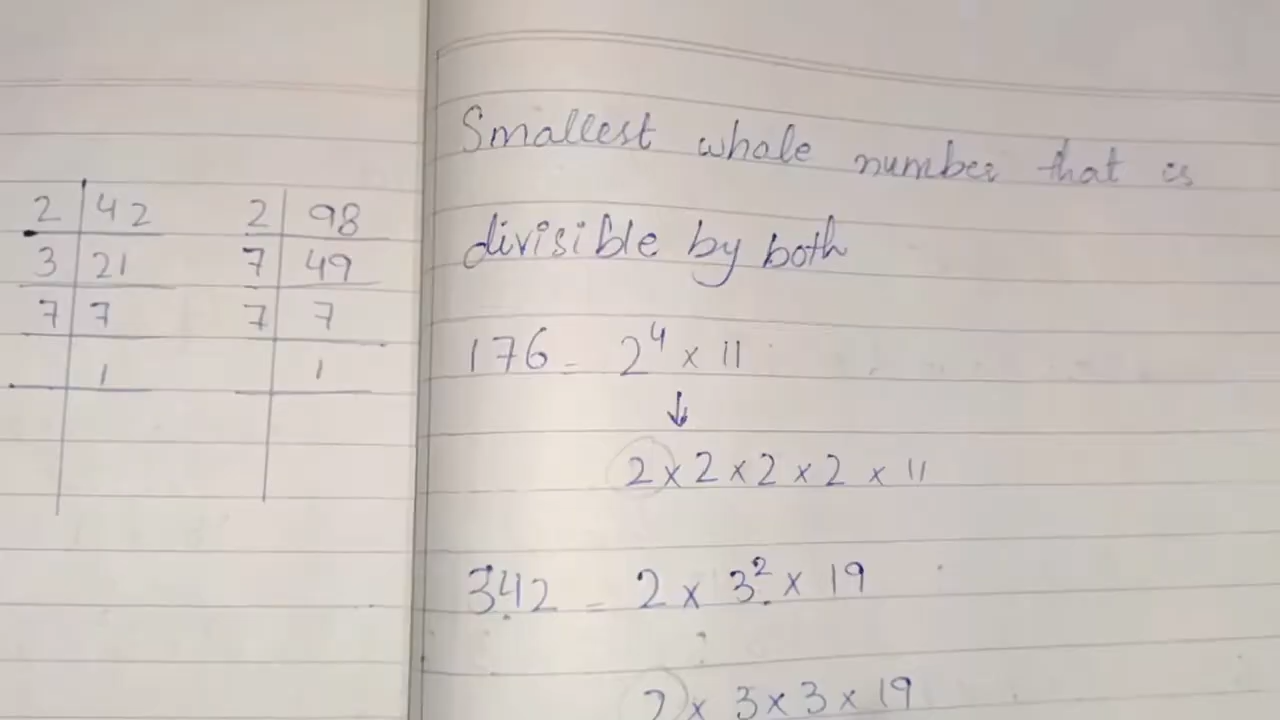 2 | 42
3 | 21
7 | 7
1
2 | 98
7 | 49
7 | 7
1
Smallest whole number that is
divisible by both
176 = 2⁴ × 11
↓
2 × 2 × 2 × 2 × 11
342 = 2 × 3² × 19
2 × 3 × 3 × 19